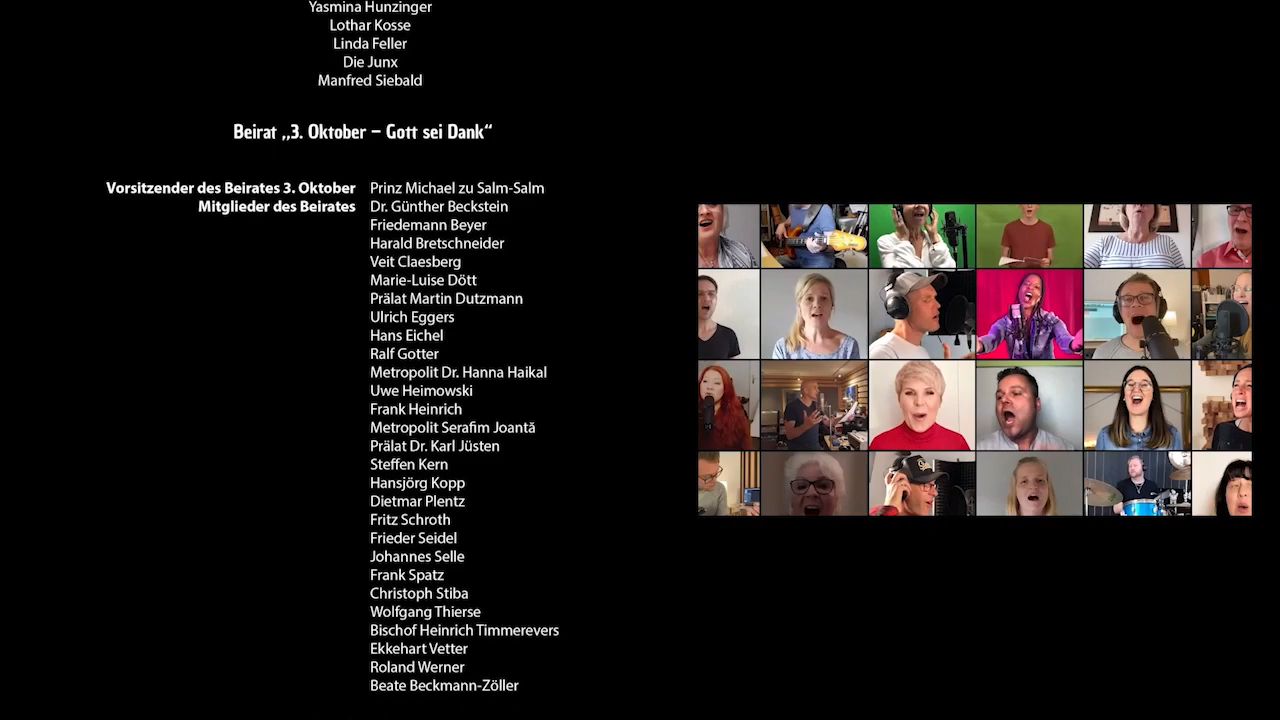 Yasmina Hunzinger
Lothar Kosse
Linda Feller
Die Junx
Manfred Siebald
Beirat „3. Oktober – Gott sei Dank“
Vorsitzender des Beirates 3. Oktober Prinz Michael zu Salm-Salm
Mitglieder des Beirates Dr. Günther Beckstein
Friedemann Beyer
Harald Bretschneider
Veit Claesberg
Marie-Luise Dött
Prälat Martin Dutzmann
Ulrich Eggers
Hans Eichel
Ralf Gotter
Metropolit Dr. Hanna Haikal
Uwe Heimowski
Frank Heinrich
Metropolit Serafim Joantă
Prälat Dr. Karl Jüsten
Steffen Kern
Hansjörg Kopp
Dietmar Plentz
Fritz Schroth
Frieder Seidel
Johannes Selle
Frank Spatz
Christoph Stiba
Wolfgang Thierse
Bischof Heinrich Timmerevers
Ekkehart Vetter
Roland Werner
Beate Beckmann-Zöller